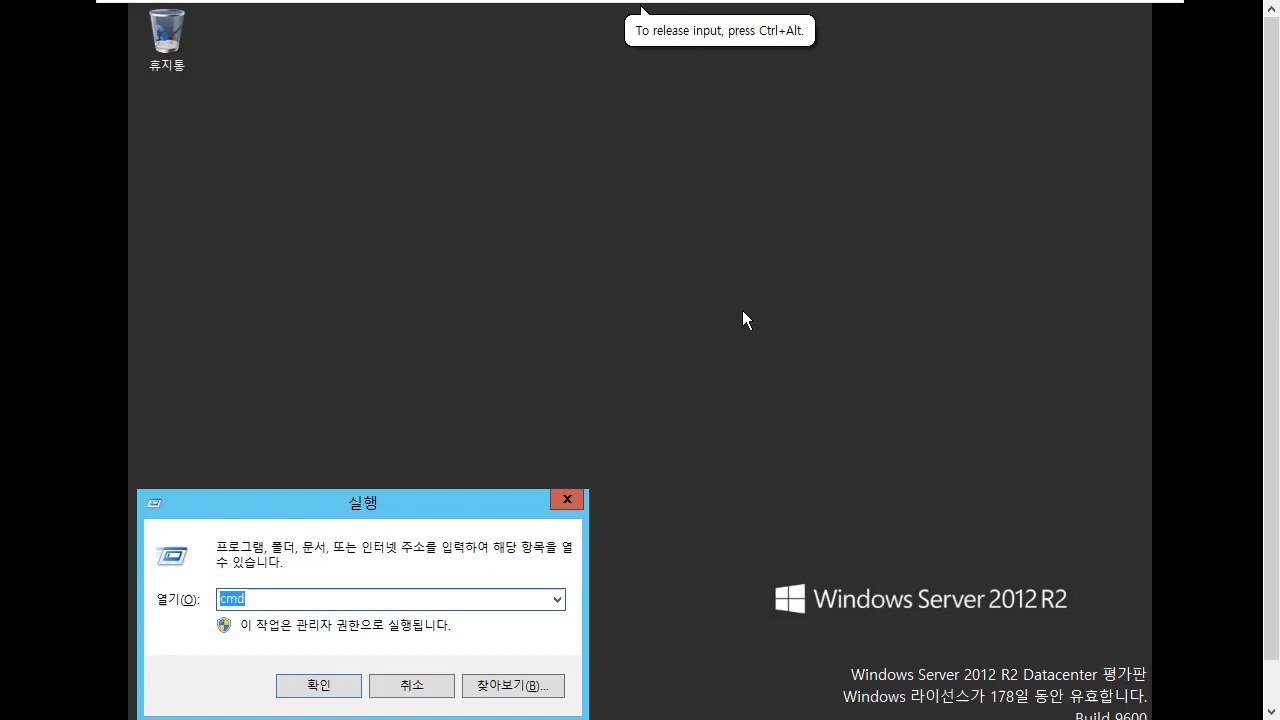 To release input, press Ctrl+Alt.
휴지통
실행
프로그램, 폴더, 문서, 또는 인터넷 주소를 입력하여 해당 항목을 열
수 있습니다.
열기(O):
cmd
이 작업은 관리자 권한으로 실행됩니다.
확인
취소
찾아보기(B)...
Windows Server 2012 R2
Windows Server 2012 R2 Datacenter 평가판
Windows 라이선스가 178일 동안 유효합니다.
Build 9600